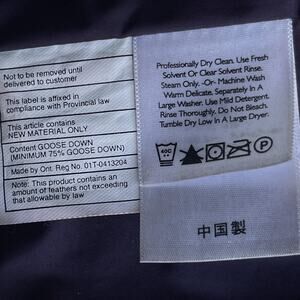 Not to be removed until
delivered to customer
This label is affixed in
compliance with Provincial law
This article contains
NEW MATERIAL ONLY
Content GOOSE DOWN
(MINIMUM 75% GOOSE DOWN)
Made by Ont. Reg No. 01T-0413204
Note: This product contains an
amount of feathers not exceeding
that allowable by law
Professionally Dry Clean. Use Fresh
Solvent Or Clear Solvent Rinse.
Steam Only. -Or- Machine Wash
Warm Delicate, Separately In A
Large Washer. Use Mild Detergent.
Rinse Thoroughly. Do Not Bleach.
Tumble Dry Low In A Large Dryer.
40C
P
中国製